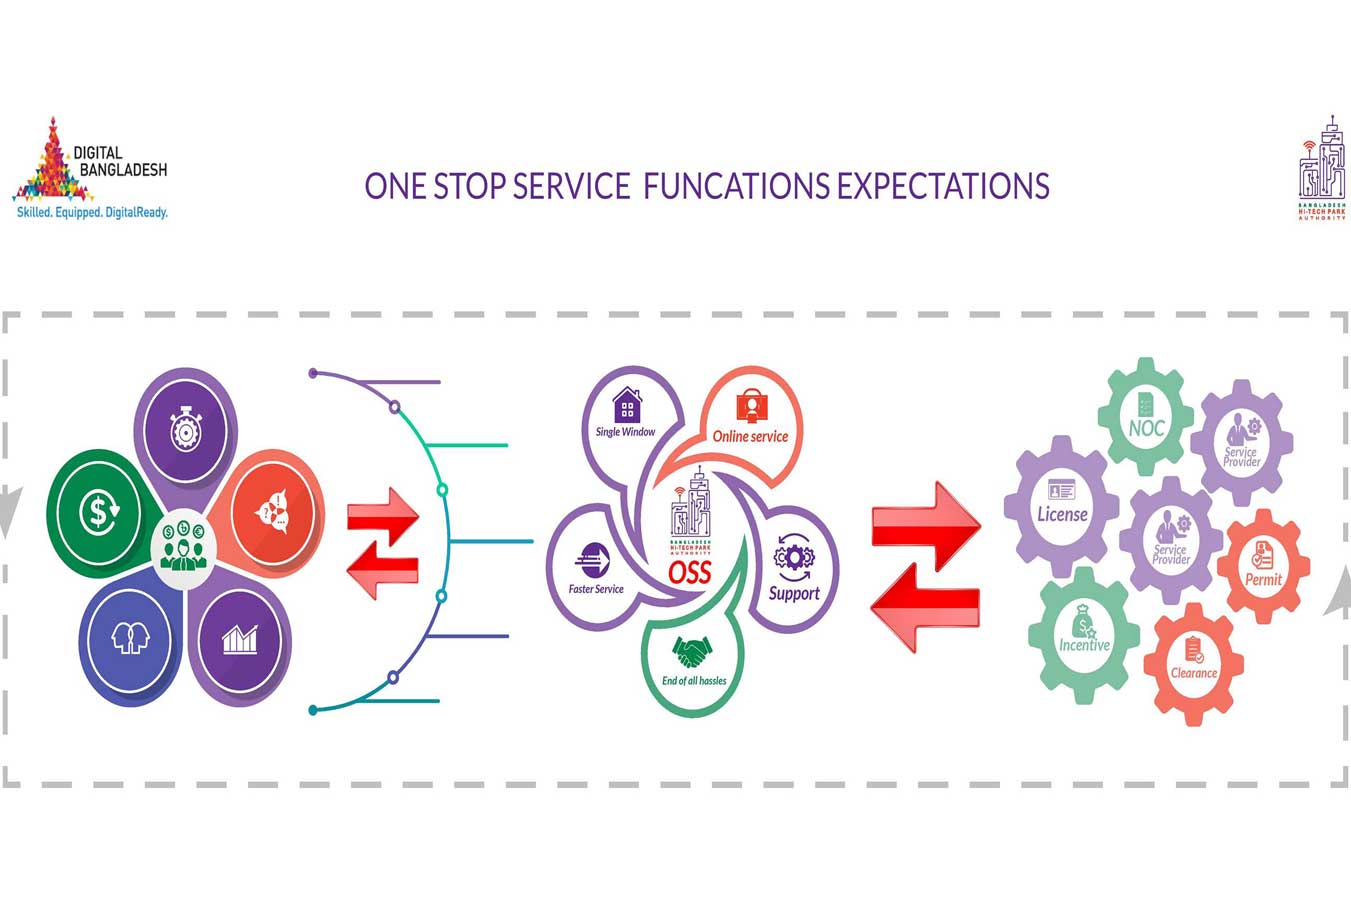 DIGITAL
BANGLADESH
Skilled. Equipped. DigitalReady.
ONE STOP SERVICE FUNCATIONS EXPECTATIONS
BANGLADESH
HI-TECH PARK
AUTHORITY
Single Window
Online service
Faster Service
BANGLADESH
HI-TECH PARK
AUTHORITY
OSS
Support
End of all hassles
NOC
Service
Provider
License
Service
Provider
Permit
Incentive
Clearance